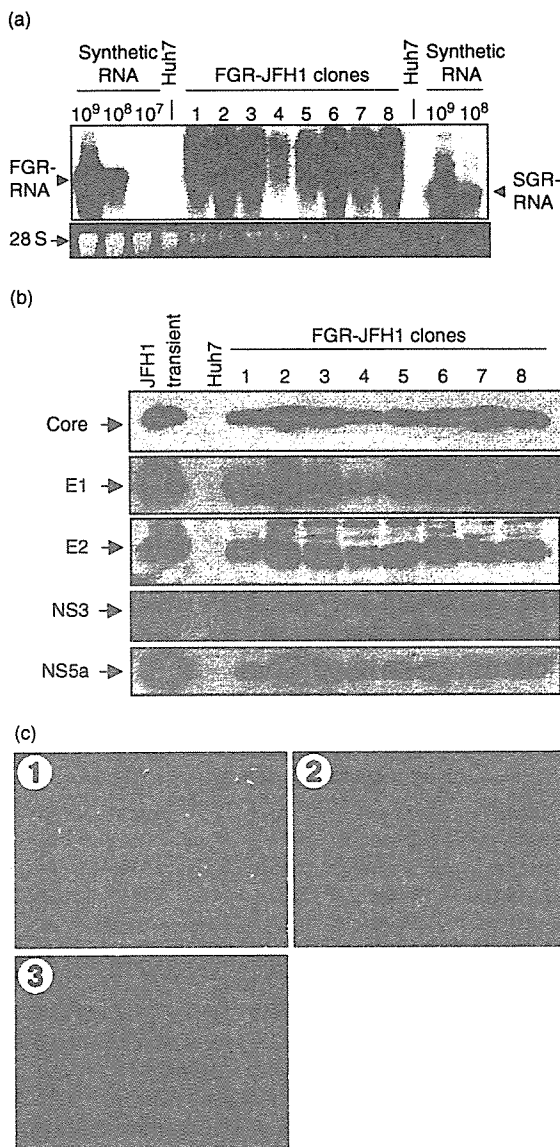 (a)
Synthetic RNA
Huh7
FGR-JFH1 clones
Huh7
Synthetic RNA
10⁹ 10⁸ 10⁷ 1 2 3 4 5 6 7 8 10⁹ 10⁸
FGR-RNA
SGR-RNA
28 S
(b)
JFH1 transient
Huh7
FGR-JFH1 clones
1 2 3 4 5 6 7 8
Core
E1
E2
NS3
NS5a
(c)
1
2
3